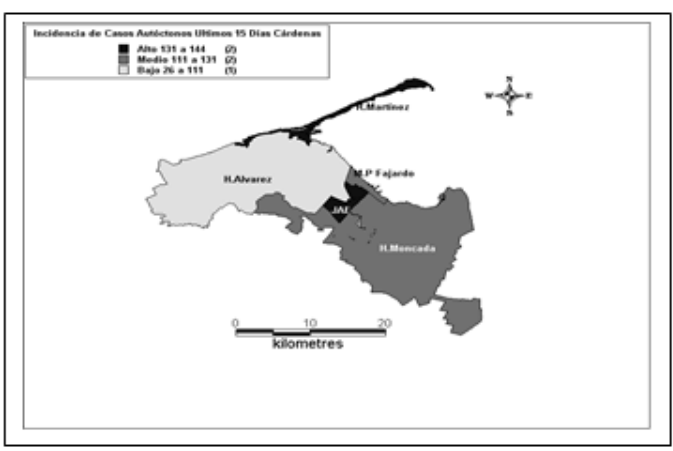 Incidencia de Casos Autóctonos Ultimos 15 Días Cárdenas
Alto 131 a 144 (2)
Medio 111 a 131 (2)
Bajo 26 a 111 (1)
N
W E
S
H.Martínez
M.P Fajardo
H.Alvarez
JAE
H.Moncada
0 10 20
kilometres